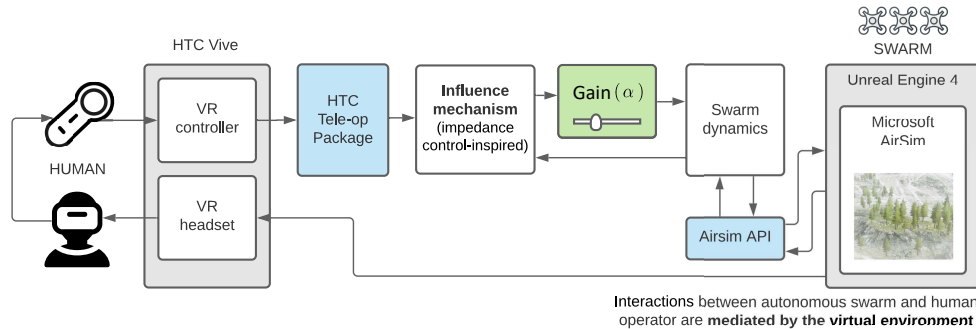 SWARM
HTC Vive
Unreal Engine 4
VR
controller
HTC
Tele-op
Package
Influence
mechanism
(impedance
control-inspired)
Gain(α)
Swarm
dynamics
Microsoft
AirSim
HUMAN
VR
headset
Airsim API
Interactions between autonomous swarm and human
operator are mediated by the virtual environment